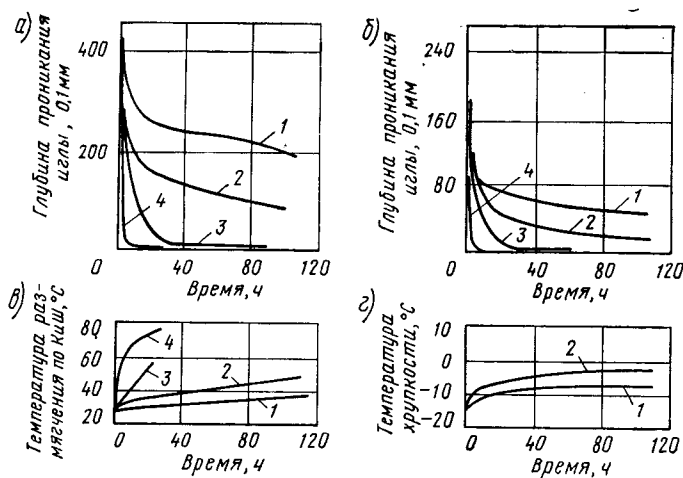 а)
Глубина проникания
иглы, 0,1 мм
400
200
0
40
80
120
Время, ч
1
2
3
4
б)
Глубина проникания
иглы, 0,1 мм
240
160
80
0
40
80
120
Время, ч
1
2
3
4
в)
Температура раз-
мягчения по КиШ, °С
80
60
40
20
0
40
80
120
Время, ч
4
3
2
1
г)
Температура
хрупкости, °С
10
0
-10
-20
0
40
80
120
Время, ч
2
1